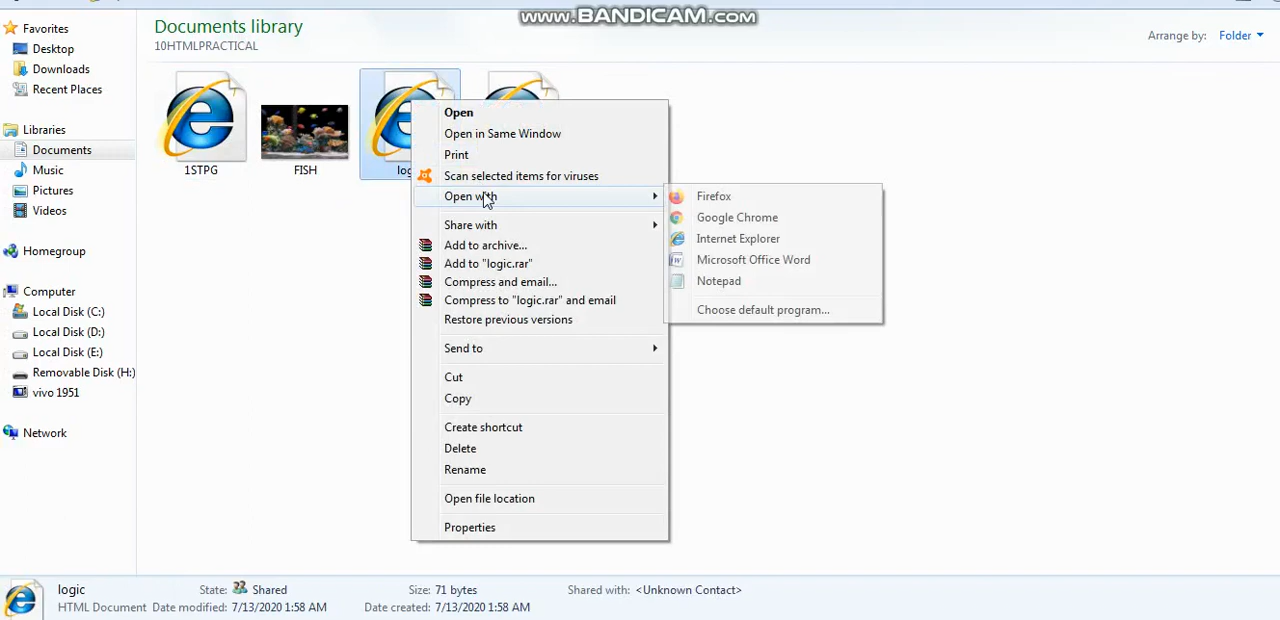 www.BANDICAM.com
Favorites
Desktop
Downloads
Recent Places
Libraries
Documents
Music
Pictures
Videos
Homegroup
Computer
Local Disk (C:)
Local Disk (D:)
Local Disk (E:)
Removable Disk (H:)
vivo 1951
Network
Documents library
10HTMLPRACTICAL
Arrange by: Folder
1STPG
FISH
Open
Open in Same Window
Print
Scan selected items for viruses
Open with
Share with
Add to archive...
Add to "logic.rar"
Compress and email...
Compress to "logic.rar" and email
Restore previous versions
Send to
Cut
Copy
Create shortcut
Delete
Rename
Open file location
Properties
Firefox
Google Chrome
Internet Explorer
Microsoft Office Word
Notepad
Choose default program...
logic State: Shared Size: 71 bytes Shared with: <Unknown Contact>
HTML Document Date modified: 7/13/2020 1:58 AM Date created: 7/13/2020 1:58 AM